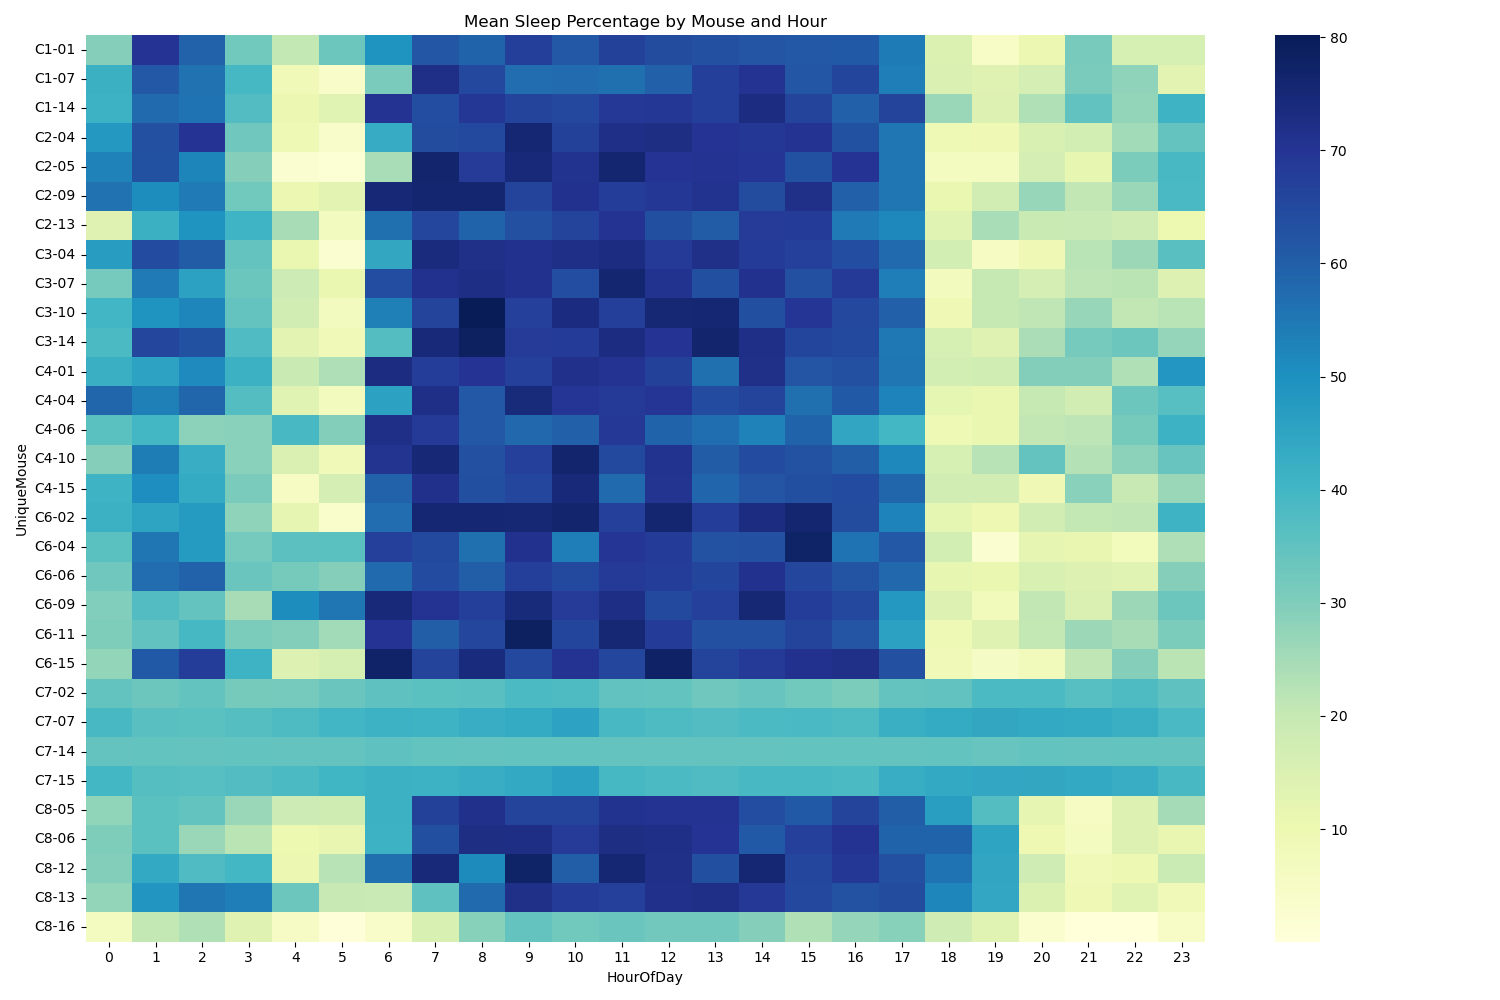 Mean Sleep Percentage by Mouse and Hour
UniqueMouse
C1-01
C1-07
C1-14
C2-04
C2-05
C2-09
C2-13
C3-04
C3-07
C3-10
C3-14
C4-01
C4-04
C4-06
C4-10
C4-15
C6-02
C6-04
C6-06
C6-09
C6-11
C6-15
C7-02
C7-07
C7-14
C7-15
C8-05
C8-06
C8-12
C8-13
C8-16
0 1 2 3 4 5 6 7 8 9 10 11 12 13 14 15 16 17 18 19 20 21 22 23
HourOfDay
80
70
60
50
40
30
20
10